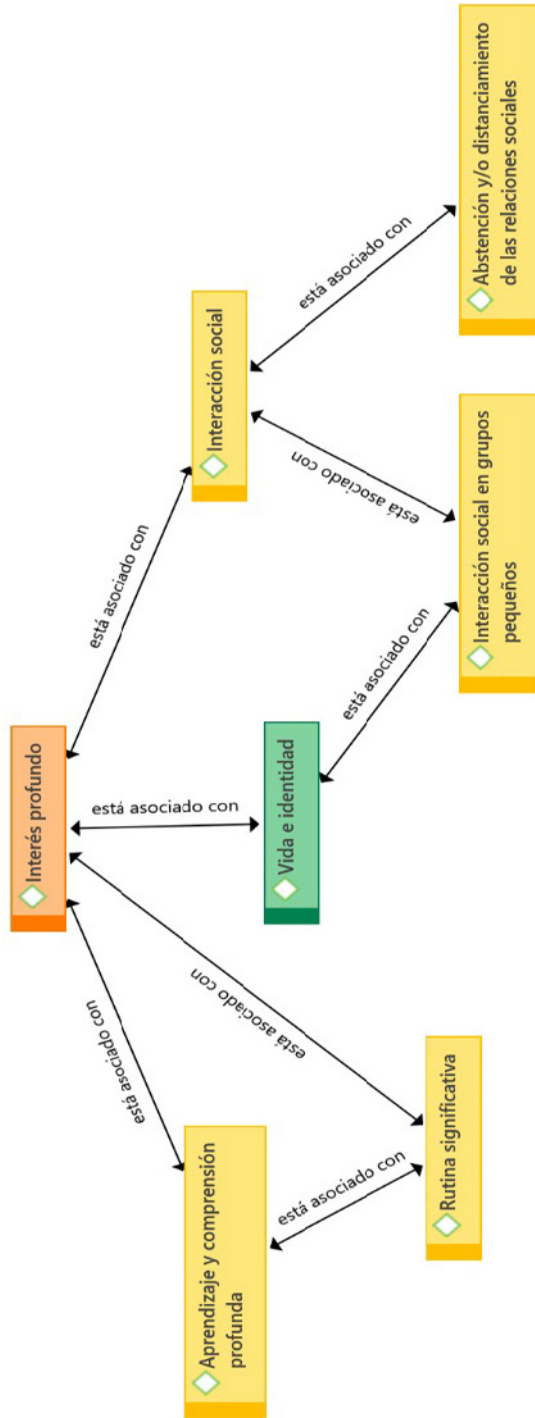 Interés profundo
está asociado con
está asociado con
está asociado con
está asociado con
Aprendizaje y comprensión
profunda
Interacción social
Vida e identidad
está asociado con
está asociado con
está asociado con
está asociado con
Rutina significativa
Interacción social en grupos
pequeños
Abstención y/o distanciamiento
de las relaciones sociales